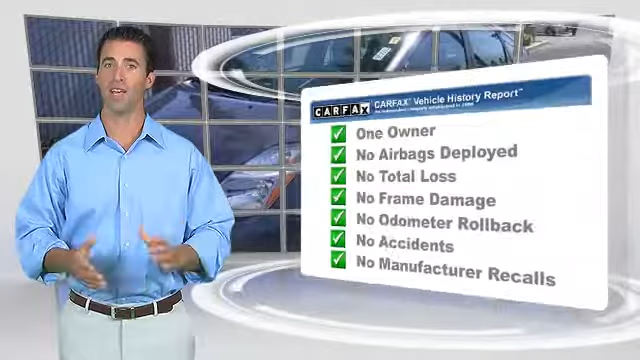 CARFAX CARFAX Vehicle History Report™
One Owner
No Airbags Deployed
No Total Loss
No Frame Damage
No Odometer Rollback
No Accidents
No Manufacturer Recalls